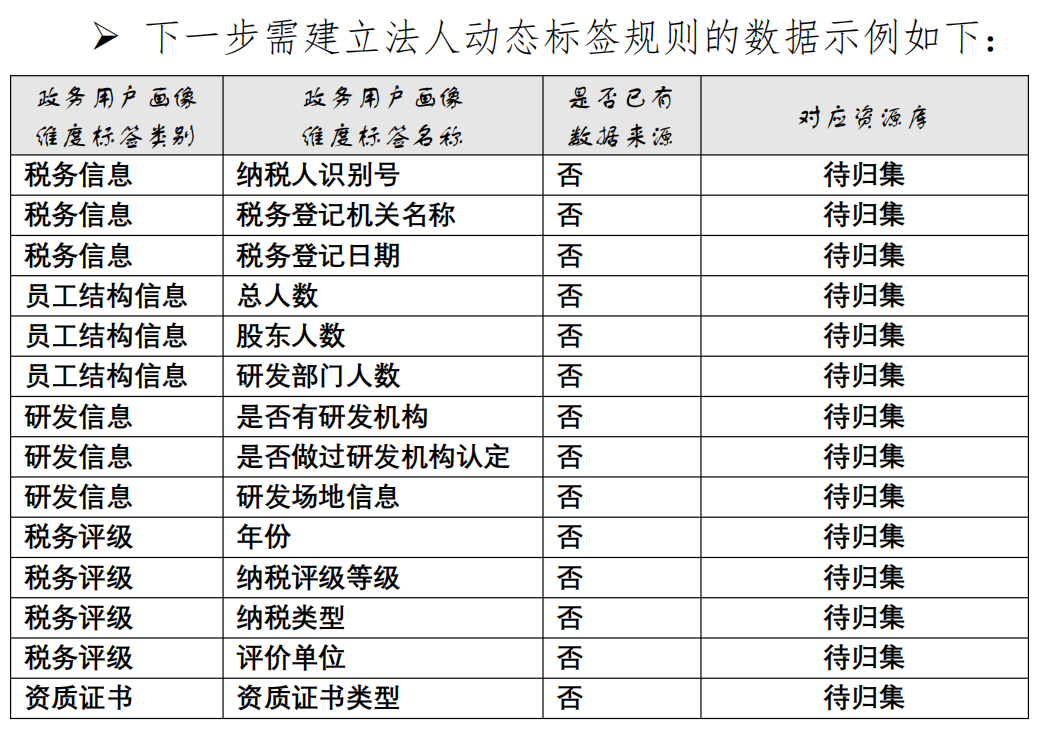 ➢ 下一步需建立法人动态标签规则的数据示例如下：
政务用户画像维度标签类别 政务用户画像维度标签名称 是否已有数据来源 对应资源库
税务信息 纳税人识别号 否 待归集
税务信息 税务登记机关名称 否 待归集
税务信息 税务登记日期 否 待归集
员工结构信息 总人数 否 待归集
员工结构信息 股东人数 否 待归集
员工结构信息 研发部门人数 否 待归集
研发信息 是否有研发机构 否 待归集
研发信息 是否做过研发机构认定 否 待归集
研发信息 研发场地信息 否 待归集
税务评级 年份 否 待归集
税务评级 纳税评级等级 否 待归集
税务评级 纳税类型 否 待归集
税务评级 评价单位 否 待归集
资质证书 资质证书类型 否 待归集